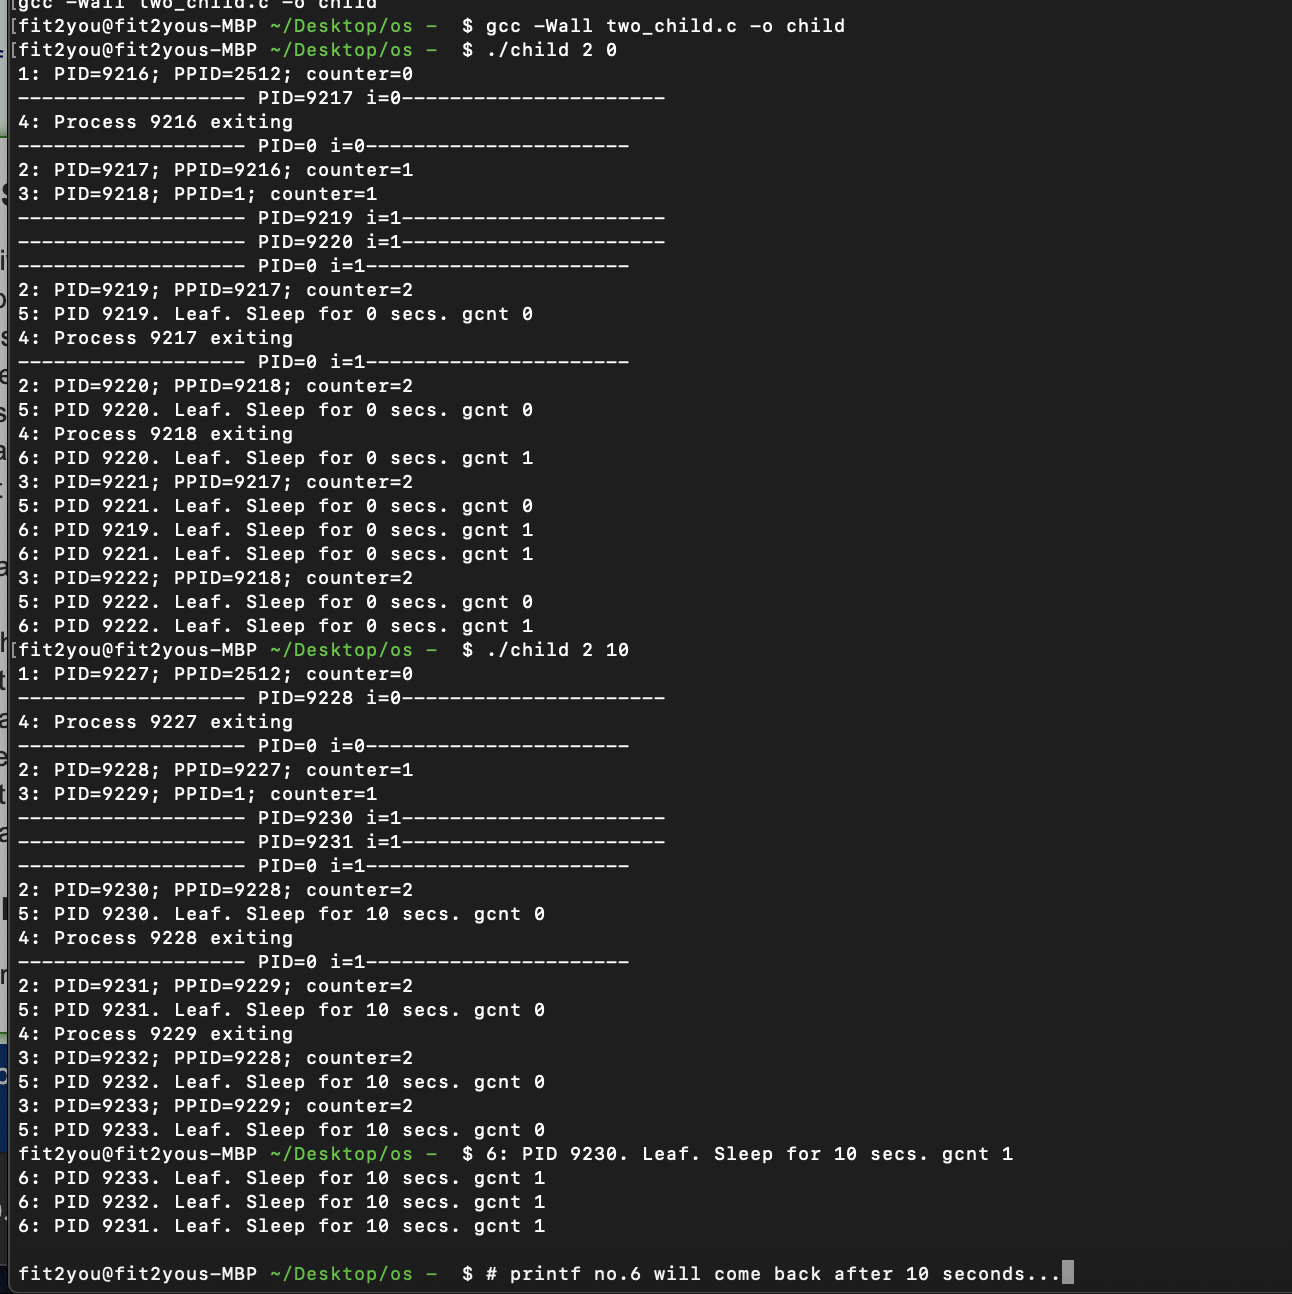 [gcc -Wall two_child.c -o child
[fit2you@fit2yous-MBP ~/Desktop/os -  $ gcc -Wall two_child.c -o child
[fit2you@fit2yous-MBP ~/Desktop/os -  $ ./child 2 0
1: PID=9216; PPID=2512; counter=0
------------------- PID=9217 i=0----------------------
4: Process 9216 exiting
------------------- PID=0 i=0----------------------
2: PID=9217; PPID=9216; counter=1
3: PID=9218; PPID=1; counter=1
------------------- PID=9219 i=1----------------------
------------------- PID=9220 i=1----------------------
------------------- PID=0 i=1----------------------
2: PID=9219; PPID=9217; counter=2
5: PID 9219. Leaf. Sleep for 0 secs. gcnt 0
4: Process 9217 exiting
------------------- PID=0 i=1----------------------
2: PID=9220; PPID=9218; counter=2
5: PID 9220. Leaf. Sleep for 0 secs. gcnt 0
4: Process 9218 exiting
6: PID 9220. Leaf. Sleep for 0 secs. gcnt 1
3: PID=9221; PPID=9217; counter=2
5: PID 9221. Leaf. Sleep for 0 secs. gcnt 0
6: PID 9219. Leaf. Sleep for 0 secs. gcnt 1
6: PID 9221. Leaf. Sleep for 0 secs. gcnt 1
3: PID=9222; PPID=9218; counter=2
5: PID 9222. Leaf. Sleep for 0 secs. gcnt 0
6: PID 9222. Leaf. Sleep for 0 secs. gcnt 1
[fit2you@fit2yous-MBP ~/Desktop/os -  $ ./child 2 10
1: PID=9227; PPID=2512; counter=0
------------------- PID=9228 i=0----------------------
4: Process 9227 exiting
------------------- PID=0 i=0----------------------
2: PID=9228; PPID=9227; counter=1
3: PID=9229; PPID=1; counter=1
------------------- PID=9230 i=1----------------------
------------------- PID=9231 i=1----------------------
------------------- PID=0 i=1----------------------
2: PID=9230; PPID=9228; counter=2
5: PID 9230. Leaf. Sleep for 10 secs. gcnt 0
4: Process 9228 exiting
------------------- PID=0 i=1----------------------
2: PID=9231; PPID=9229; counter=2
5: PID 9231. Leaf. Sleep for 10 secs. gcnt 0
4: Process 9229 exiting
3: PID=9232; PPID=9228; counter=2
5: PID 9232. Leaf. Sleep for 10 secs. gcnt 0
3: PID=9233; PPID=9229; counter=2
5: PID 9233. Leaf. Sleep for 10 secs. gcnt 0
fit2you@fit2yous-MBP ~/Desktop/os -  $ 6: PID 9230. Leaf. Sleep for 10 secs. gcnt 1
6: PID 9233. Leaf. Sleep for 10 secs. gcnt 1
6: PID 9232. Leaf. Sleep for 10 secs. gcnt 1
6: PID 9231. Leaf. Sleep for 10 secs. gcnt 1
fit2you@fit2yous-MBP ~/Desktop/os -  $ # printf no.6 will come back after 10 seconds...